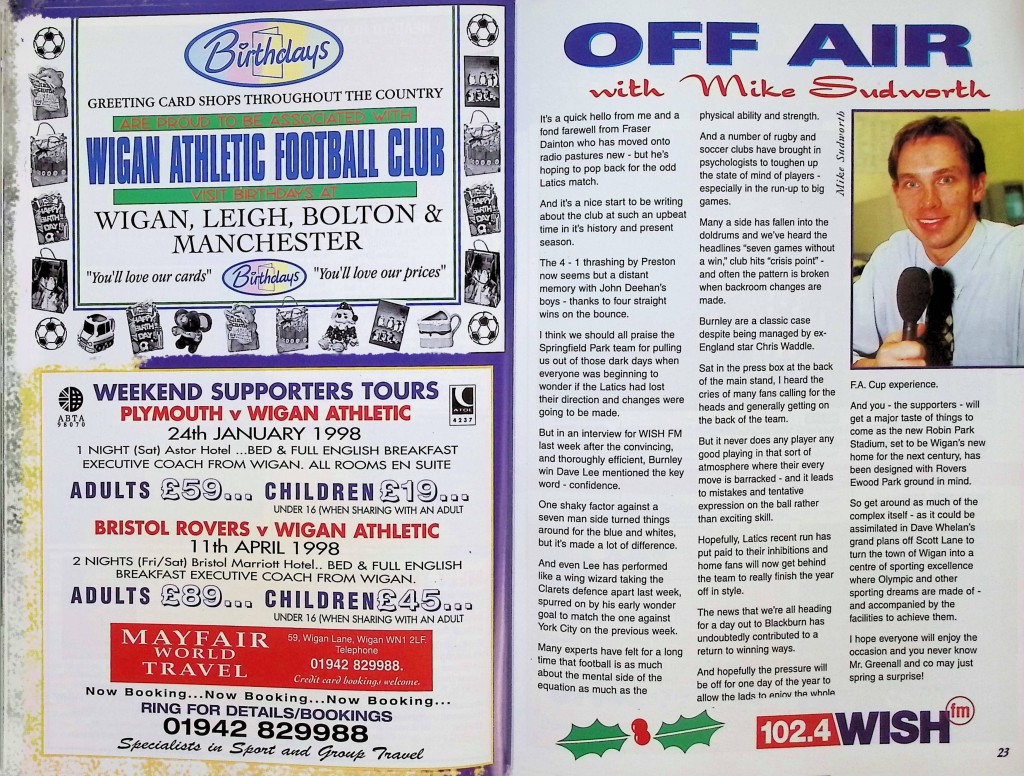 Birthdays
GREETING CARD SHOPS THROUGHOUT THE COUNTRY
ARE PROUD TO BE ASSOCIATED WITH
WIGAN ATHLETIC FOOTBALL CLUB
VISIT BIRTHDAYS AT
WIGAN, LEIGH, BOLTON &
MANCHESTER
"You'll love our cards" Birthdays "You'll love our prices"
ABTA
98070
WEEKEND SUPPORTERS TOURS
ATOL
4237
PLYMOUTH v WIGAN ATHLETIC
24th JANUARY 1998
1 NIGHT (Sat) Astor Hotel ...BED & FULL ENGLISH BREAKFAST
EXECUTIVE COACH FROM WIGAN. ALL ROOMS EN SUITE
ADULTS £59... CHILDREN £19...
UNDER 16 (WHEN SHARING WITH AN ADULT
BRISTOL ROVERS v WIGAN ATHLETIC
11th APRIL 1998
2 NIGHTS (Fri/Sat) Bristol Marriott Hotel.. BED & FULL ENGLISH
BREAKFAST EXECUTIVE COACH FROM WIGAN.
ADULTS £89... CHILDREN £45...
UNDER 16 (WHEN SHARING WITH AN ADULT
MAYFAIR
WORLD
TRAVEL
59, Wigan Lane, Wigan WN1 2LF.
Telephone
01942 829988.
Credit card bookings welcome.
Now Booking...Now Booking...Now Booking...
RING FOR DETAILS/BOOKINGS
01942 829988
Specialists in Sport and Group Travel
OFF AIR
with Mike Sudworth
It's a quick hello from me and a
fond farewell from Fraser
Dainton who has moved onto
radio pastures new - but he's
hoping to pop back for the odd
Latics match.
And it's a nice start to be writing
about the club at such an upbeat
time in it's history and present
season.
The 4 - 1 thrashing by Preston
now seems but a distant
memory with John Deehan's
boys - thanks to four straight
wins on the bounce.
I think we should all praise the
Springfield Park team for pulling
us out of those dark days when
everyone was beginning to
wonder if the Latics had lost
their direction and changes were
going to be made.
But in an interview for WISH FM
last week after the convincing,
and thoroughly efficient, Burnley
win Dave Lee mentioned the key
word - confidence.
One shaky factor against a
seven man side turned things
around for the blue and whites,
but it's made a lot of difference.
And even Lee has performed
like a wing wizard taking the
Clarets defence apart last week,
spurred on by his early wonder
goal to match the one against
York City on the previous week.
Many experts have felt for a long
time that football is as much
about the mental side of the
equation as much as the
physical ability and strength.
And a number of rugby and
soccer clubs have brought in
psychologists to toughen up
the state of mind of players -
especially in the run-up to big
games.
Many a side has fallen into the
doldrums and we've heard the
headlines "seven games without
a win," club hits "crisis point" -
and often the pattern is broken
when backroom changes are
made.
Burnley are a classic case
despite being managed by ex-
England star Chris Waddle.
Sat in the press box at the back
of the main stand, I heard the
cries of many fans calling for the
heads and generally getting on
the back of the team.
But it never does any player any
good playing in that sort of
atmosphere where their every
move is barracked - and it leads
to mistakes and tentative
expression on the ball rather
than exciting skill.
Hopefully, Latics recent run has
put paid to their inhibitions and
home fans will now get behind
the team to really finish the year
off in style.
The news that we're all heading
for a day out to Blackburn has
undoubtedly contributed to a
return to winning ways.
And hopefully the pressure will
be off for one day of the year to
allow the lads to enjoy the whole
Mike Sudworth
F.A. Cup experience.
And you - the supporters - will
get a major taste of things to
come as the new Robin Park
Stadium, set to be Wigan's new
home for the next century, has
been designed with Rovers
Ewood Park ground in mind.
So get around as much of the
complex itself - as it could be
assimilated in Dave Whelan's
grand plans off Scott Lane to
turn the town of Wigan into a
centre of sporting excellence
where Olympic and other
sporting dreams are made of -
and accompanied by the
facilities to achieve them.
I hope everyone will enjoy the
occasion and you never know
Mr. Greenall and co may just
spring a surprise!
102.4 WISH fm
23